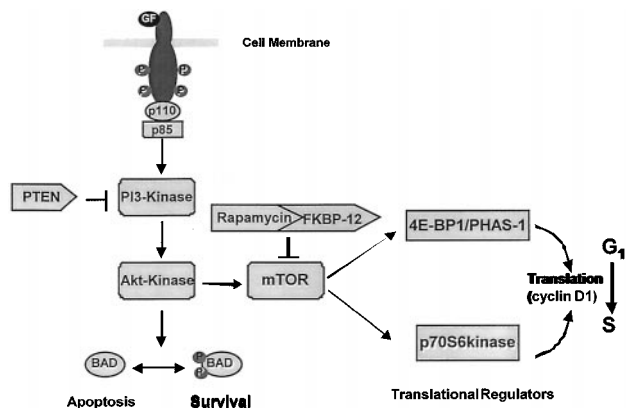 GF
Cell Membrane
P P
P P
p110
p85
PTEN
PI3-Kinase
Rapamycin FKBP-12
4E-BP1/PHAS-1
G1
Akt-Kinase
mTOR
Translation
(cyclin D1)
S
p70S6kinase
BAD
P
P
BAD
Apoptosis
Survival
Translational Regulators